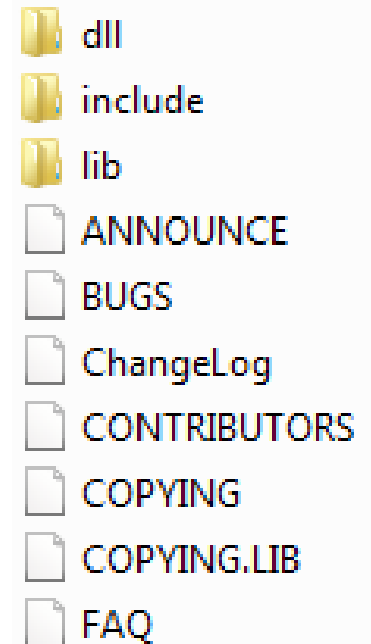 dll
include
lib
ANNOUNCE
BUGS
ChangeLog
CONTRIBUTORS
COPYING
COPYING.LIB
FAQ